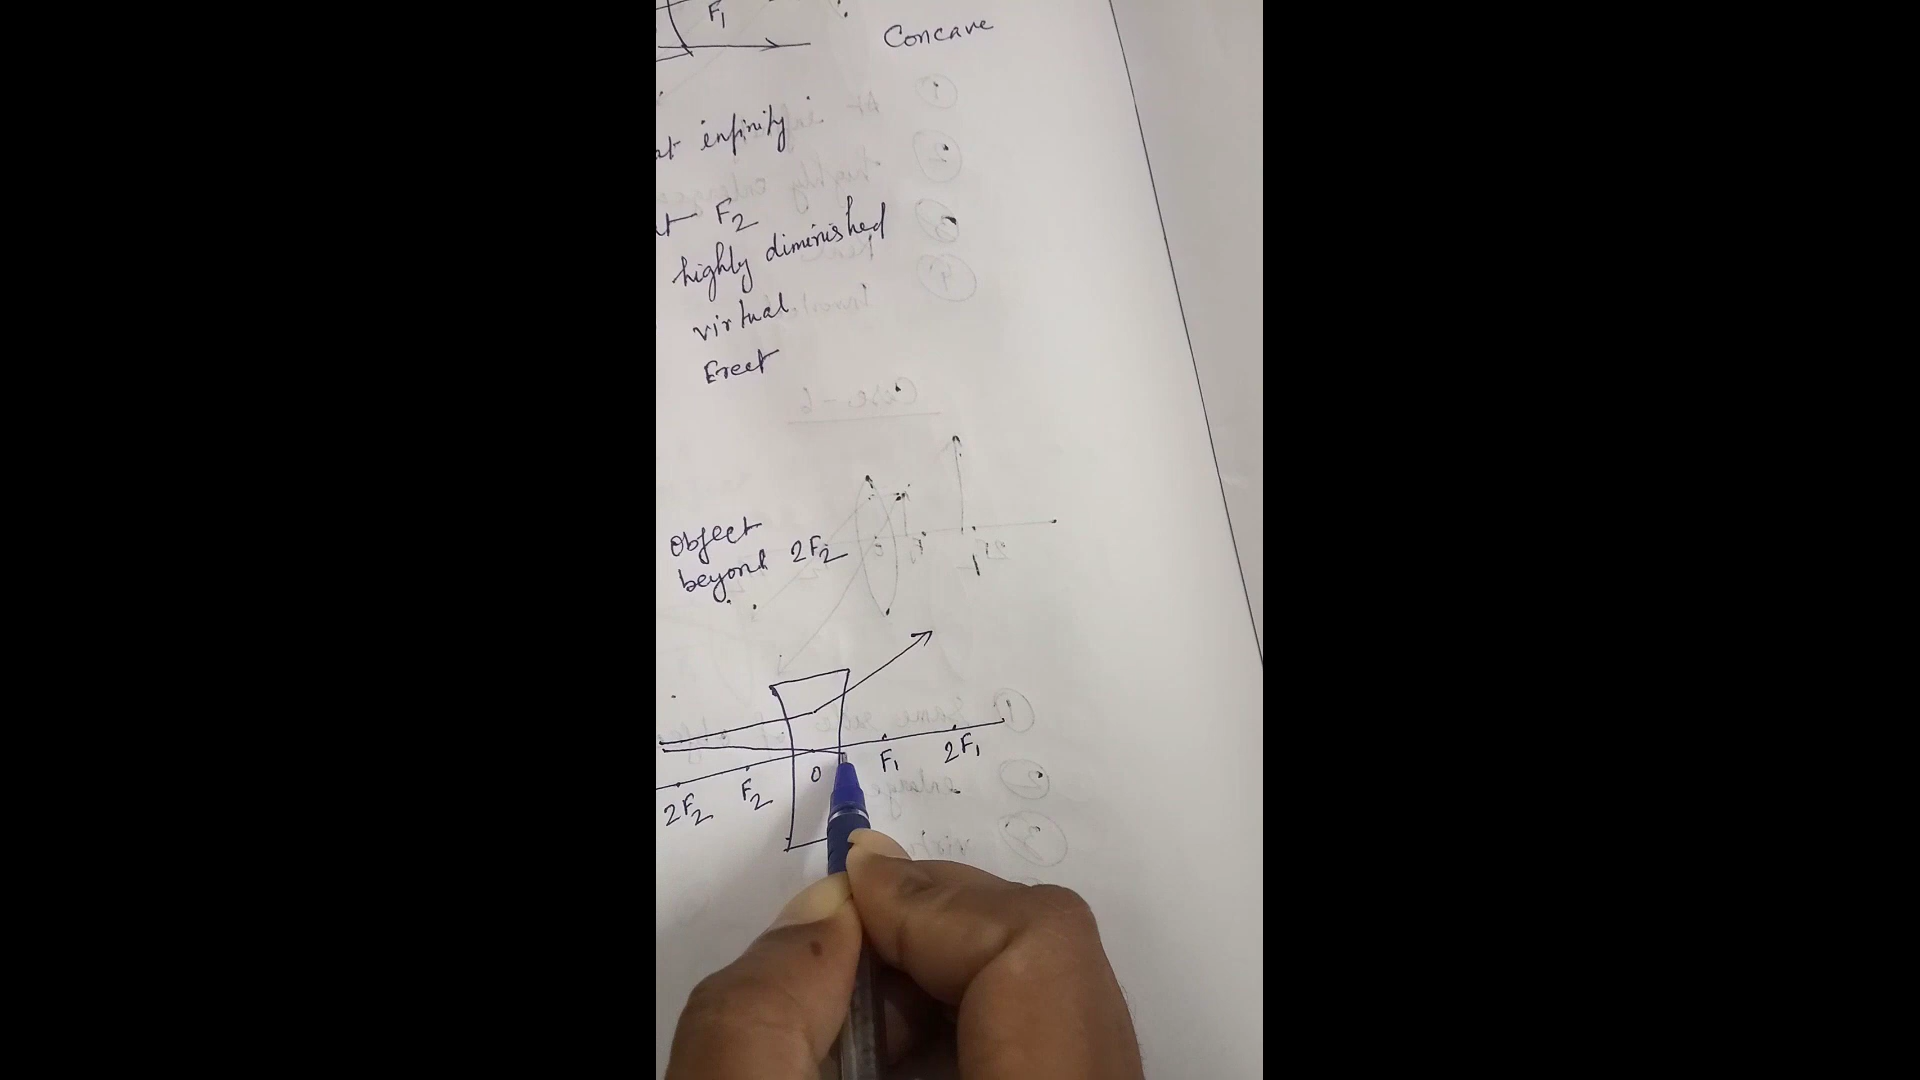 F1
Concave
at infinity
at F2
highly diminished
virtual
Erect
Object
beyond 2F2
2F2 F2 O F1 2F1